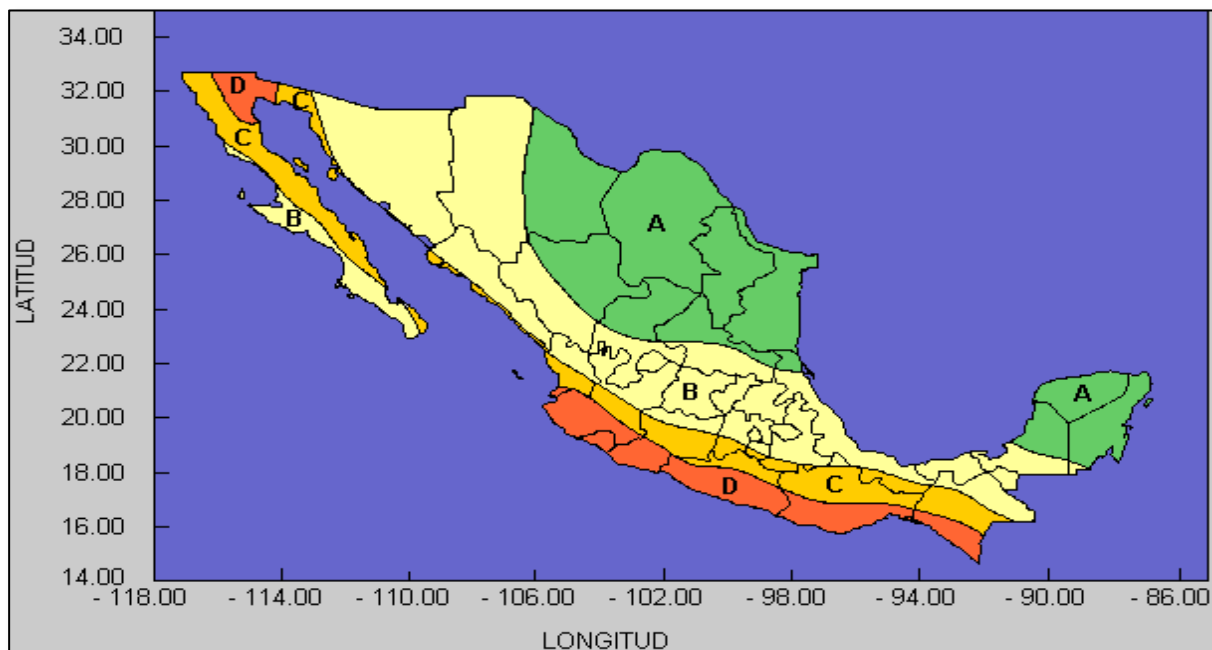 34.00
32.00
30.00
28.00
26.00
24.00
22.00
20.00
18.00
16.00
14.00
LATITUD
D
C
C
A
B
A
B
D
C
- 118.00 - 114.00 - 110.00 - 106.00 - 102.00 - 98.00 - 94.00 - 90.00 - 86.00
LONGITUD